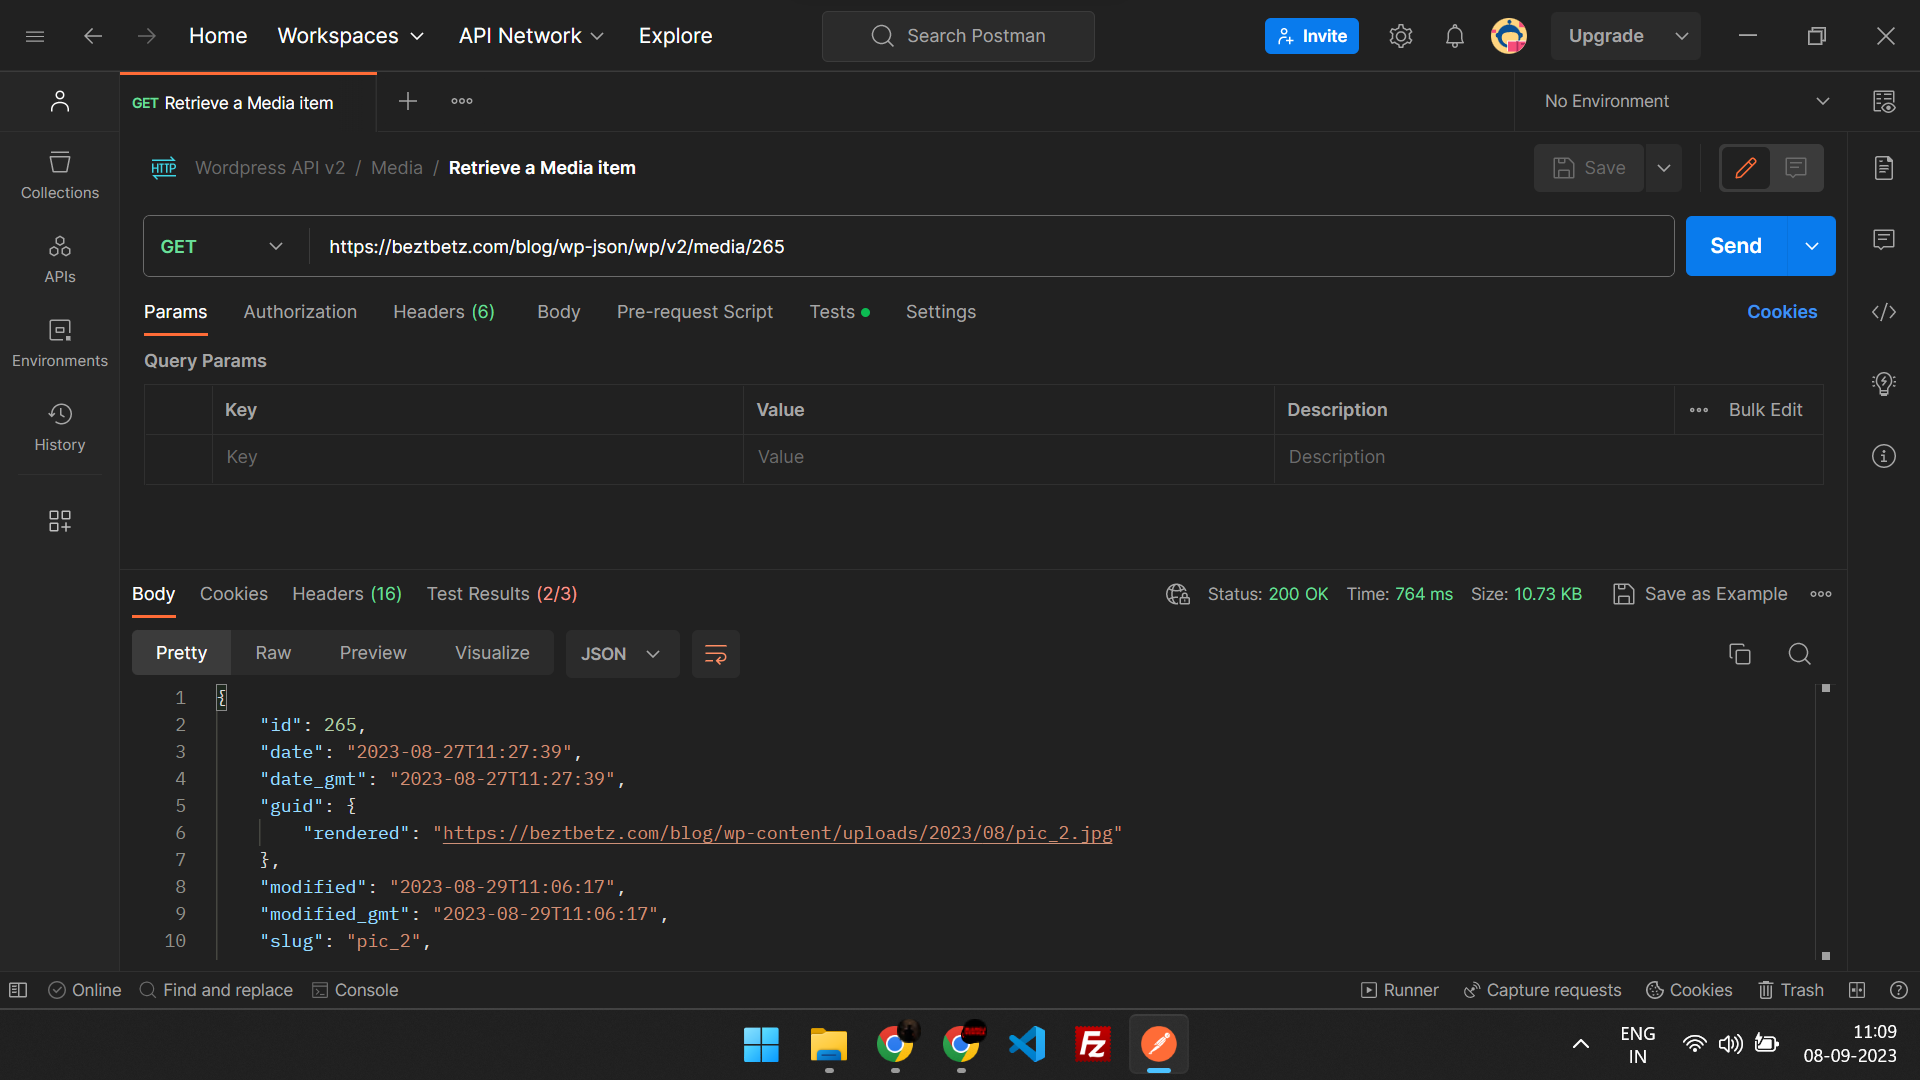 Home Workspaces API Network Explore Search Postman Invite Upgrade
GET Retrieve a Media item No Environment
HTTP Wordpress API v2 / Media / Retrieve a Media item Save
Collections
GET https://beztbetz.com/blog/wp-json/wp/v2/media/265 Send
APIs
Params Authorization Headers (6) Body Pre-request Script Tests Settings Cookies
Environments
Query Params
Key Value Description Bulk Edit
History
Key Value Description
Body Cookies Headers (16) Test Results (2/3) Status: 200 OK Time: 764 ms Size: 10.73 KB Save as Example
Pretty Raw Preview Visualize JSON
1 {
2 "id": 265,
3 "date": "2023-08-27T11:27:39",
4 "date_gmt": "2023-08-27T11:27:39",
5 "guid": {
6 "rendered": "https://beztbetz.com/blog/wp-content/uploads/2023/08/pic_2.jpg"
7 },
8 "modified": "2023-08-29T11:06:17",
9 "modified_gmt": "2023-08-29T11:06:17",
10 "slug": "pic_2",
Online Find and replace Console Runner Capture requests Cookies Trash
Fz
ENG 11:09
IN 08-09-2023